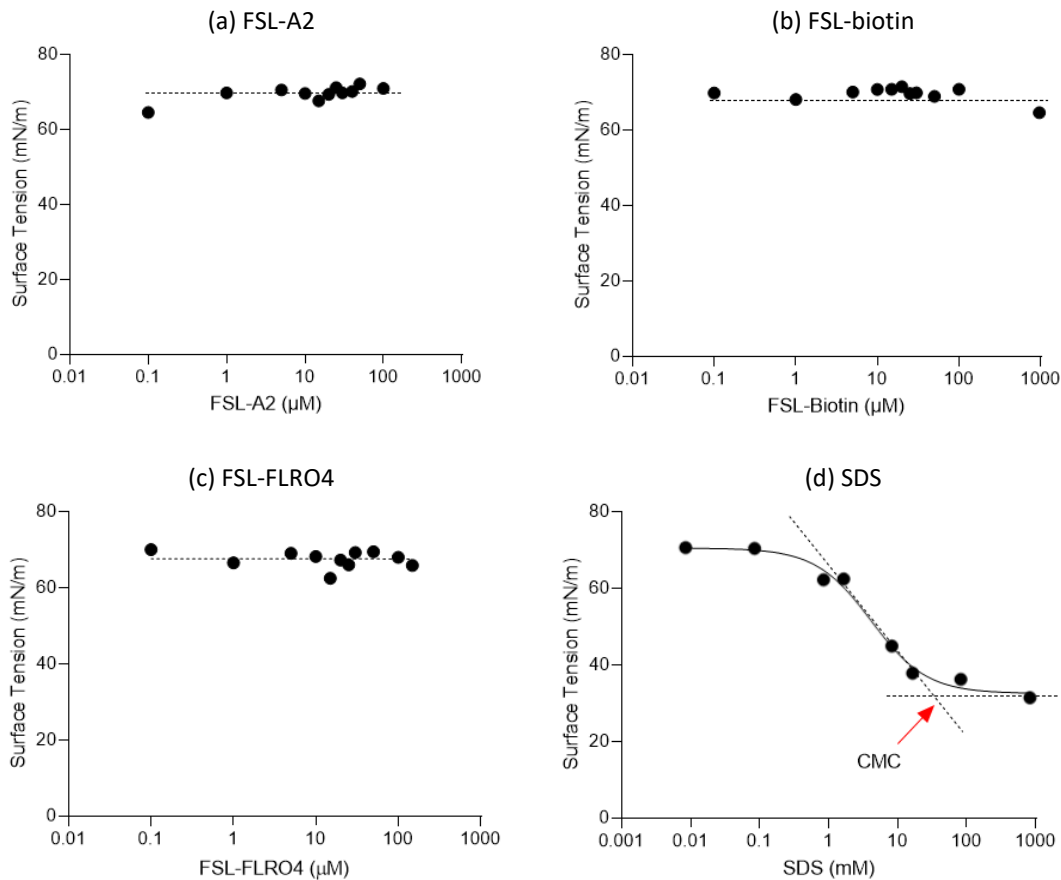 (a) FSL-A2
80
60
40
20
0
Surface Tension (mN/m)
0.01 0.1 1 10 100 1000
FSL-A2 (µM)
(b) FSL-biotin
80
60
40
20
0
Surface Tension (mN/m)
0.01 0.1 1 10 100 1000
FSL-Biotin (µM)
(c) FSL-FLRO4
80
60
40
20
0
Surface Tension (mN/m)
0.01 0.1 1 10 100 1000
FSL-FLRO4 (µM)
(d) SDS
80
60
40
20
0
Surface Tension (mN/m)
CMC
0.001 0.01 0.1 1 10 100 1000
SDS (mM)